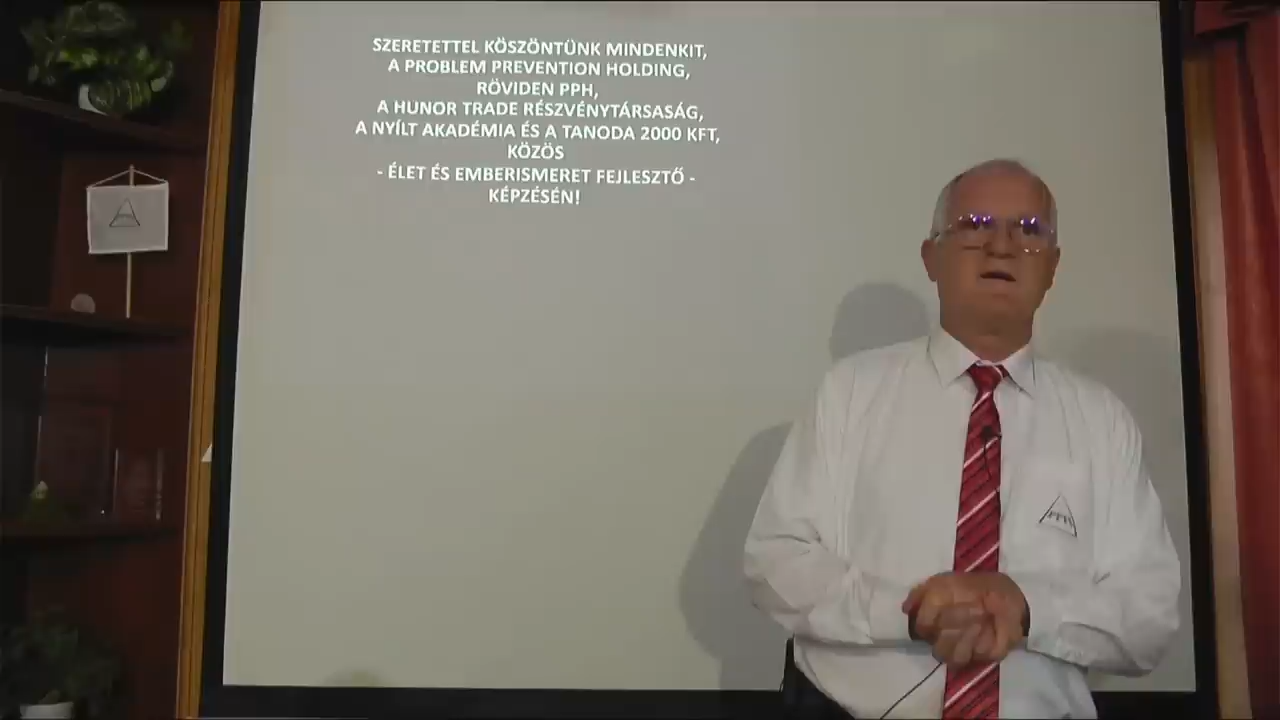 SZERETETTEL KÖSZÖNTÜNK MINDENKIT,
A PROBLEM PREVENTION HOLDING,
RÖVIDEN PPH,
A HUNOR TRADE RÉSZVÉNYTÁRSASÁG,
A NYÍLT AKADÉMIA ÉS A TANODA 2000 KFT,
KÖZÖS
- ÉLET ÉS EMBERISMERET FEJLESZTŐ -
KÉPZÉSÉN!